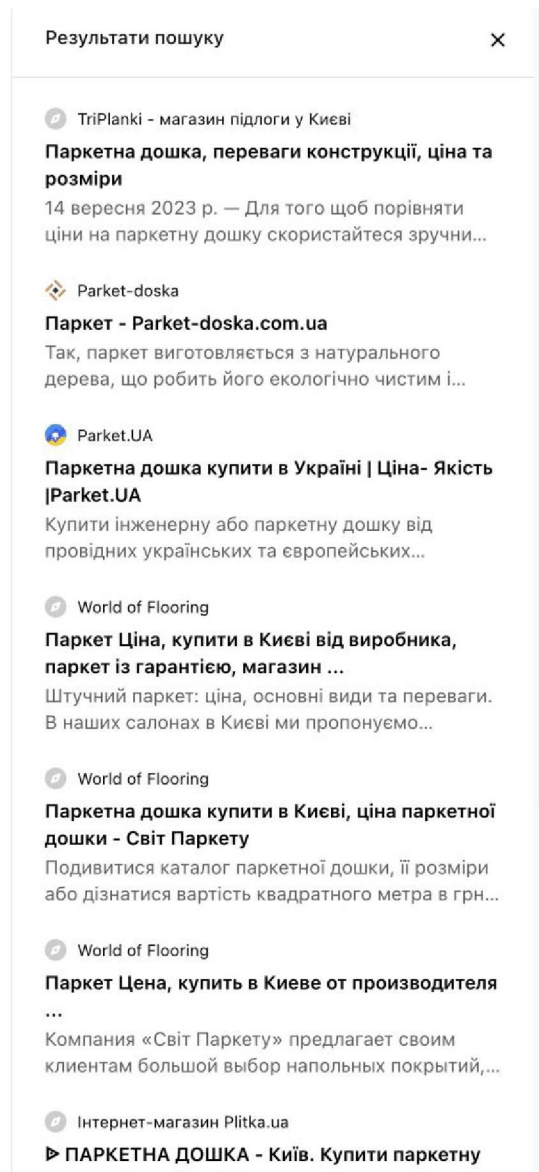 Результати пошуку
TriPlanki - магазин підлоги у Києві
Паркетна дошка, переваги конструкції, ціна та
розміри
14 вересня 2023 р. — Для того щоб порівняти
ціни на паркетну дошку скористайтеся зручни...
Parket-doska
Паркет - Parket-doska.com.ua
Так, паркет виготовляється з натурального
дерева, що робить його екологічно чистим і...
Parket.UA
Паркетна дошка купити в Україні | Ціна- Якість
|Parket.UA
Купити інженерну або паркетну дошку від
провідних українських та європейських...
World of Flooring
Паркет Ціна, купити в Києві від виробника,
паркет із гарантією, магазин ...
Штучний паркет: ціна, основні види та переваги.
В наших салонах в Києві ми пропонуємо...
World of Flooring
Паркетна дошка купити в Києві, ціна паркетної
дошки - Світ Паркету
Подивитися каталог паркетної дошки, її розміри
або дізнатися вартість квадратного метра в грн...
World of Flooring
Паркет Цена, купить в Киеве от производителя
...
Компания «Світ Паркету» предлагает своим
клиентам большой выбор напольных покрытий,...
Інтернет-магазин Plitka.ua
ᐉ ПАРКЕТНА ДОШКА - Київ. Купити паркетну